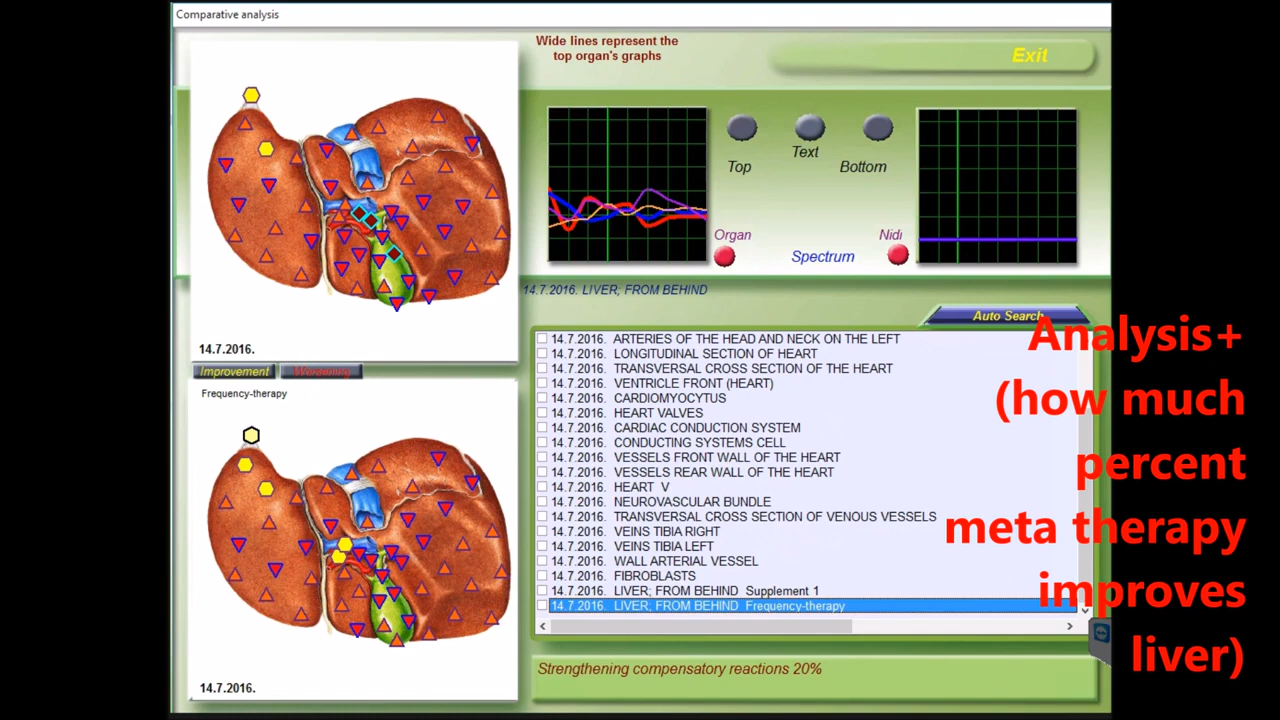 Comparative analysis
Wide lines represent the
top organ's graphs
Exit
Top
Text
Bottom
Organ
Nidi
Spectrum
14.7.2016. LIVER; FROM BEHIND
Auto Search
14.7.2016.
Improvement
Worsening
Frequency-therapy
14.7.2016.
14.7.2016. ARTERIES OF THE HEAD AND NECK ON THE LEFT
14.7.2016. LONGITUDINAL SECTION OF HEART
14.7.2016. TRANSVERSAL CROSS SECTION OF THE HEART
14.7.2016. VENTRICLE FRONT (HEART)
14.7.2016. CARDIOMYOCYTUS
14.7.2016. HEART VALVES
14.7.2016. CARDIAC CONDUCTION SYSTEM
14.7.2016. CONDUCTING SYSTEMS CELL
14.7.2016. VESSELS FRONT WALL OF THE HEART
14.7.2016. VESSELS REAR WALL OF THE HEART
14.7.2016. HEART V
14.7.2016. NEUROVASCULAR BUNDLE
14.7.2016. TRANSVERSAL CROSS SECTION OF VENOUS VESSELS
14.7.2016. VEINS TIBIA RIGHT
14.7.2016. VEINS TIBIA LEFT
14.7.2016. WALL ARTERIAL VESSEL
14.7.2016. FIBROBLASTS
14.7.2016. LIVER; FROM BEHIND Supplement 1
14.7.2016. LIVER; FROM BEHIND Frequency-therapy
Strengthening compensatory reactions 20%
Analysis+
(how much
percent
meta therapy
improves
liver)